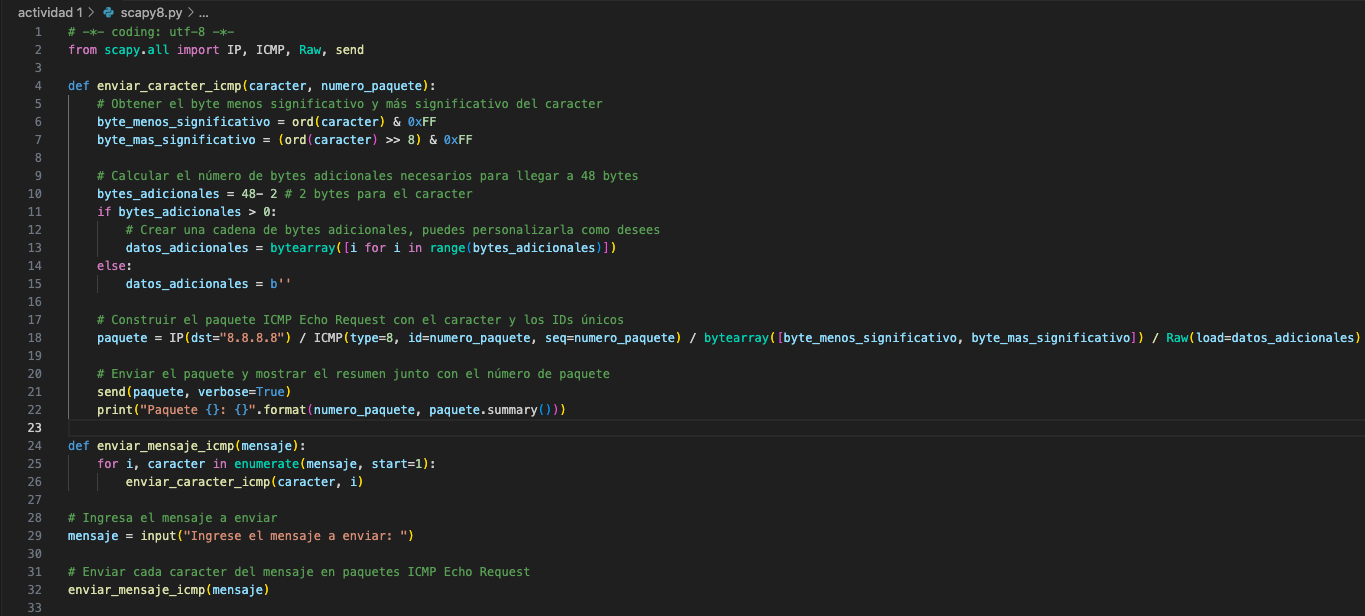 actividad 1 > scapy8.py > ...
1 # -*- coding: utf-8 -*-
2 from scapy.all import IP, ICMP, Raw, send
3
4 def enviar_caracter_icmp(caracter, numero_paquete):
5     # Obtener el byte menos significativo y más significativo del caracter
6     byte_menos_significativo = ord(caracter) & 0xFF
7     byte_mas_significativo = (ord(caracter) >> 8) & 0xFF
8
9     # Calcular el número de bytes adicionales necesarios para llegar a 48 bytes
10     bytes_adicionales = 48- 2 # 2 bytes para el caracter
11     if bytes_adicionales > 0:
12         # Crear una cadena de bytes adicionales, puedes personalizarla como desees
13         datos_adicionales = bytearray([i for i in range(bytes_adicionales)])
14     else:
15         datos_adicionales = b''
16
17     # Construir el paquete ICMP Echo Request con el caracter y los IDs únicos
18     paquete = IP(dst="8.8.8.8") / ICMP(type=8, id=numero_paquete, seq=numero_paquete) / bytearray([byte_menos_significativo, byte_mas_significativo]) / Raw(load=datos_adicionales)
19
20     # Enviar el paquete y mostrar el resumen junto con el número de paquete
21     send(paquete, verbose=True)
22     print("Paquete {}: {}".format(numero_paquete, paquete.summary()))
23
24 def enviar_mensaje_icmp(mensaje):
25     for i, caracter in enumerate(mensaje, start=1):
26         enviar_caracter_icmp(caracter, i)
27
28 # Ingresa el mensaje a enviar
29 mensaje = input("Ingrese el mensaje a enviar: ")
30
31 # Enviar cada caracter del mensaje en paquetes ICMP Echo Request
32 enviar_mensaje_icmp(mensaje)
33